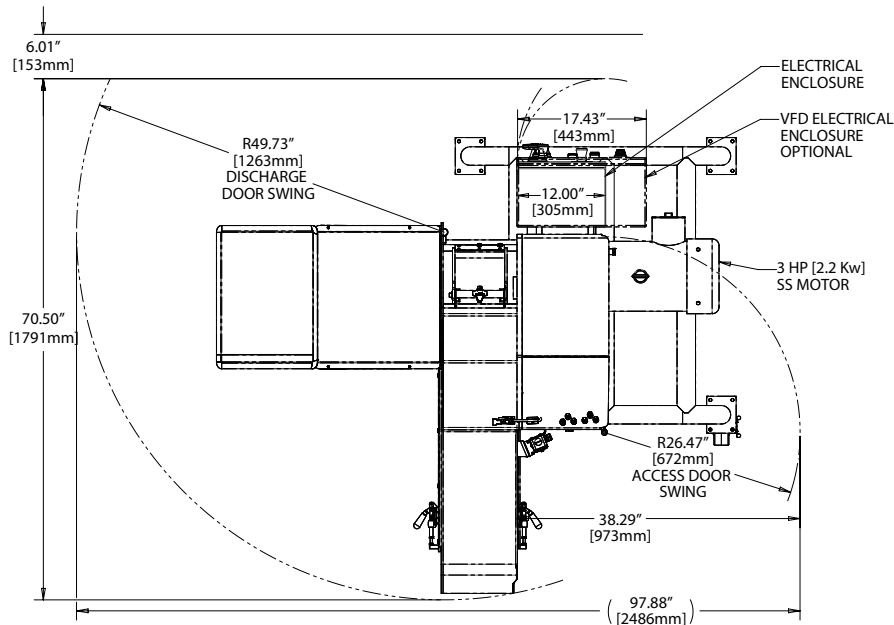 6.01"
[153mm]
R49.73"
[1263mm]
DISCHARGE
DOOR SWING
17.43"
[443mm]
ELECTRICAL
ENCLOSURE
VFD ELECTRICAL
ENCLOSURE
OPTIONAL
12.00"
[305mm]
3 HP [2.2 Kw]
SS MOTOR
70.50"
[1791mm]
R26.47"
[672mm]
ACCESS DOOR
SWING
38.29"
[973mm]
(97.88"
[2486mm])